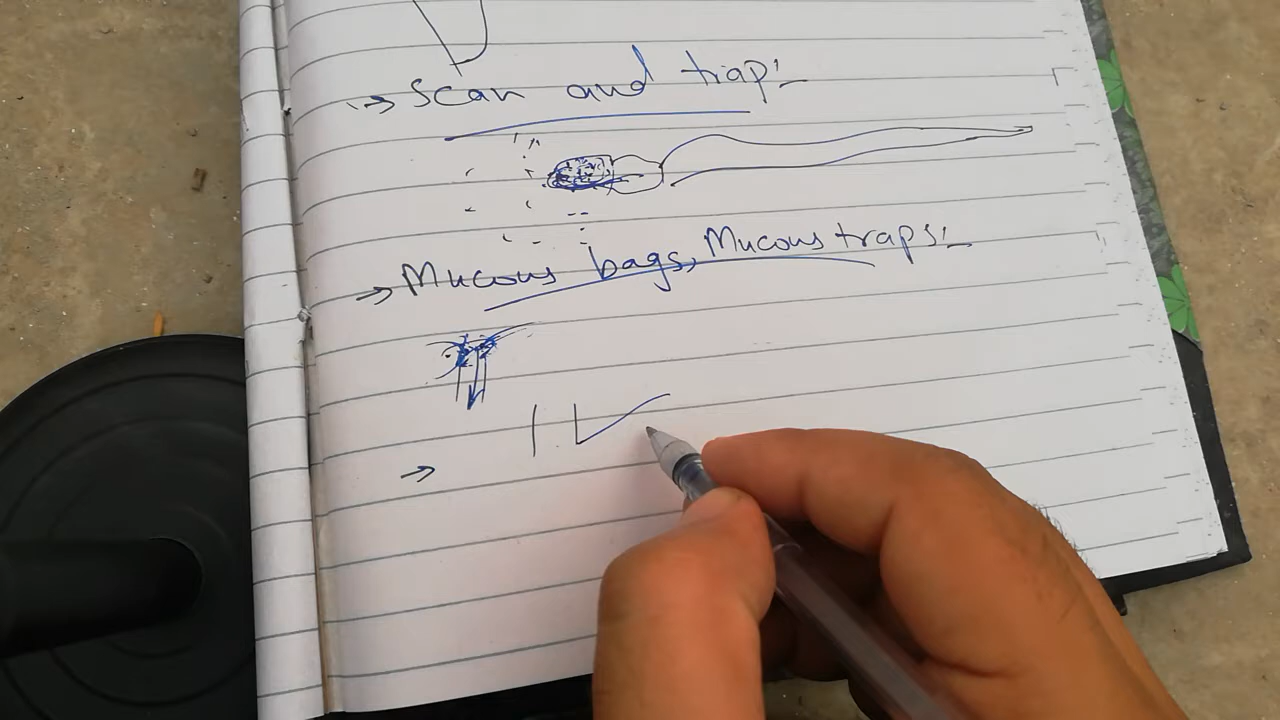 → Scan and trap:-
→ Mucous bags, Mucous traps:-
→